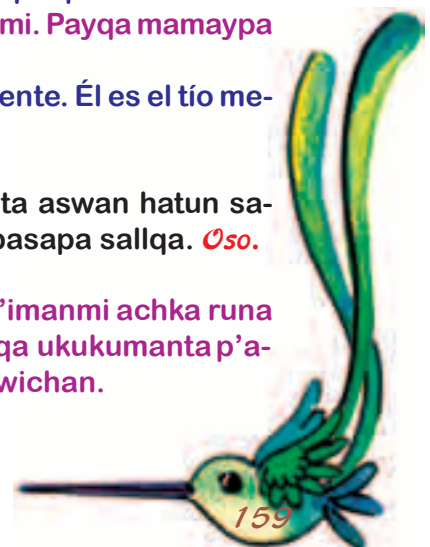 mi. Payqa mamaypa
ente. Él es el tío me-
ta aswan hatun sa-
pasapa sallqa. Oso.
'imanmi achka runa
qa ukukumanta p'a-
wichan.
159